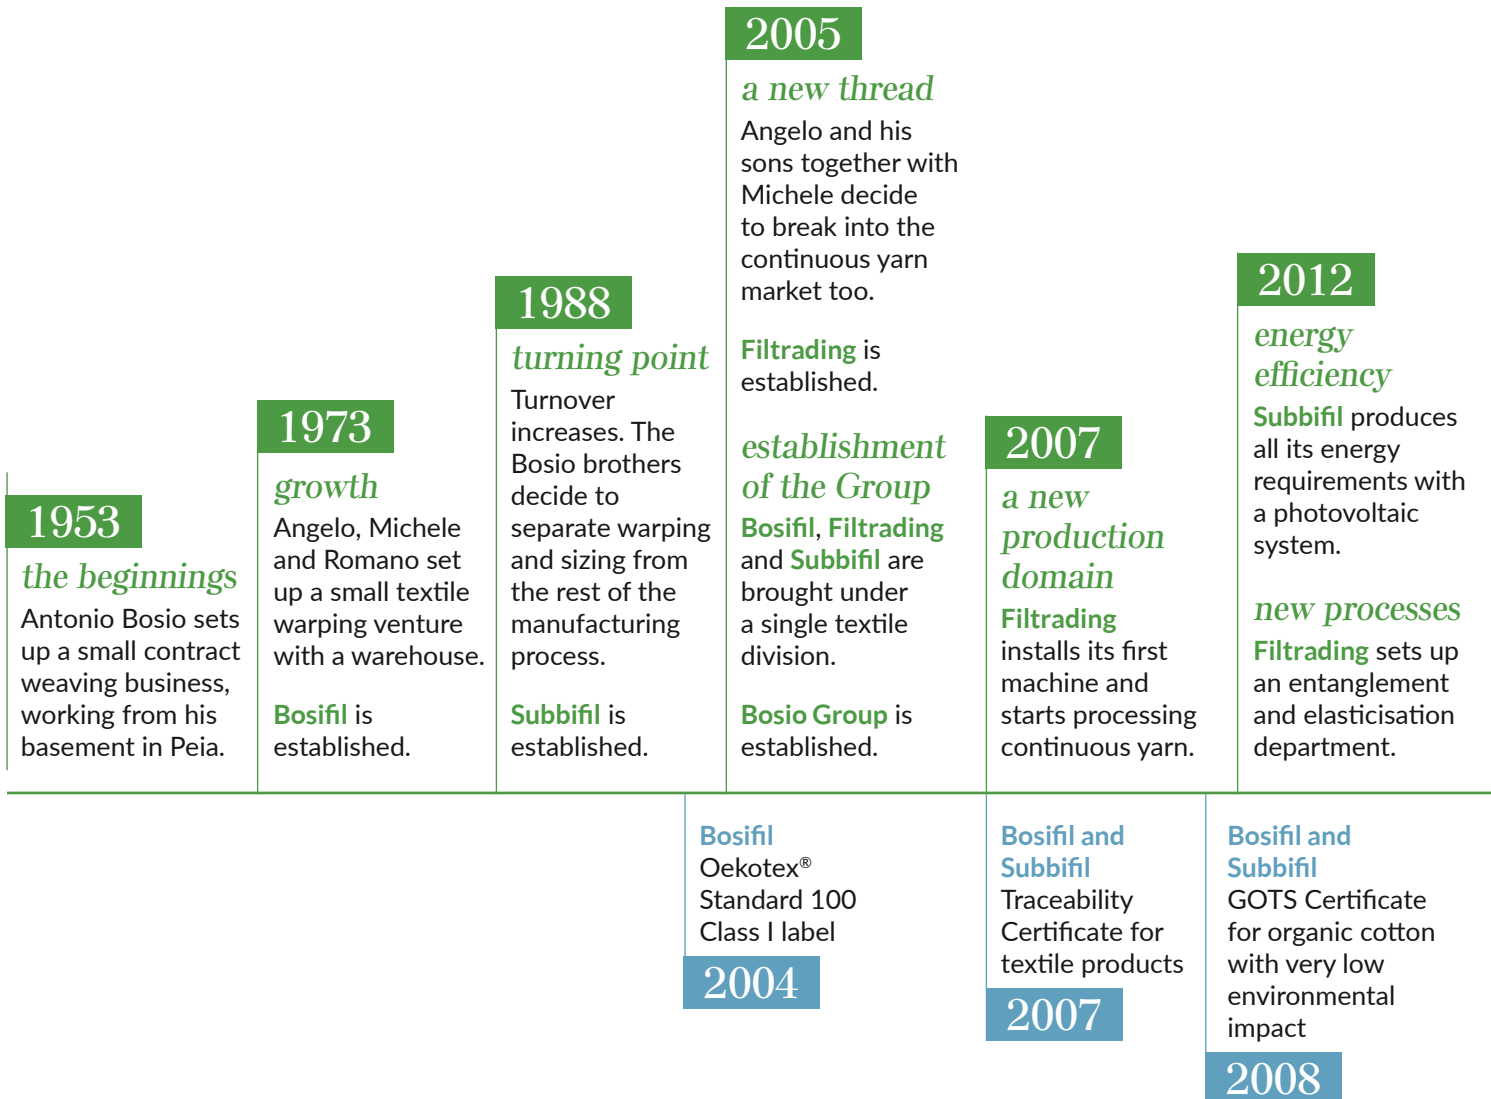 1953
the beginnings
Antonio Bosio sets
up a small contract
weaving business,
working from his
basement in Peia.
1973
growth
Angelo, Michele
and Romano set
up a small textile
warping venture
with a warehouse.
Bosifil is
established.
1988
turning point
Turnover
increases. The
Bosio brothers
decide to
separate warping
and sizing from
the rest of the
manufacturing
process.
Subbifil is
established.
2005
a new thread
Angelo and his
sons together with
Michele decide
to break into the
continuous yarn
market too.
Filtrading is
established.
establishment
of the Group
Bosifil, Filtrading
and Subbifil are
brought under
a single textile
division.
Bosio Group is
established.
2007
a new
production
domain
Filtrading
installs its first
machine and
starts processing
continuous yarn.
2012
energy
efficiency
Subbifil produces
all its energy
requirements with
a photovoltaic
system.
new processes
Filtrading sets up
an entanglement
and elasticisation
department.
Bosifil
Oekotex®
Standard 100
Class I label
2004
Bosifil and
Subbifil
Traceability
Certificate for
textile products
2007
Bosifil and
Subbifil
GOTS Certificate
for organic cotton
with very low
environmental
impact
2008